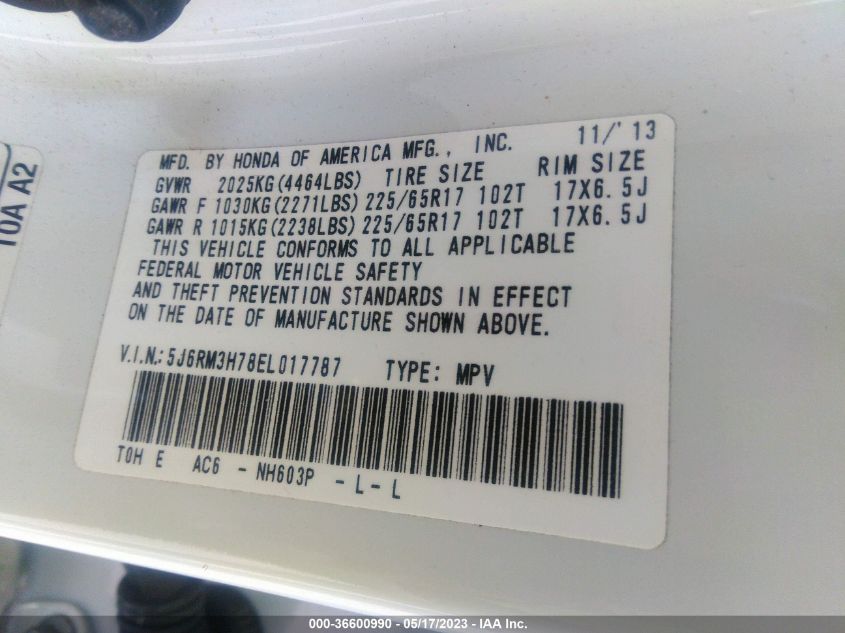 10A A2
MFD. BY HONDA OF AMERICA MFG., INC. 11/'13
GVWR 2025KG(4464LBS) TIRE SIZE RIM SIZE
GAWR F 1030KG(2271LBS) 225/65R17 102T 17X6.5J
GAWR R 1015KG(2238LBS) 225/65R17 102T 17X6.5J
THIS VEHICLE CONFORMS TO ALL APPLICABLE
FEDERAL MOTOR VEHICLE SAFETY
AND THEFT PREVENTION STANDARDS IN EFFECT
ON THE DATE OF MANUFACTURE SHOWN ABOVE.
V.I.N.: 5J6RM3H78EL017787 TYPE: MPV
T0H E AC6 - NH603P - L - L
000-36600990 - 05/17/2023 - IAA Inc.